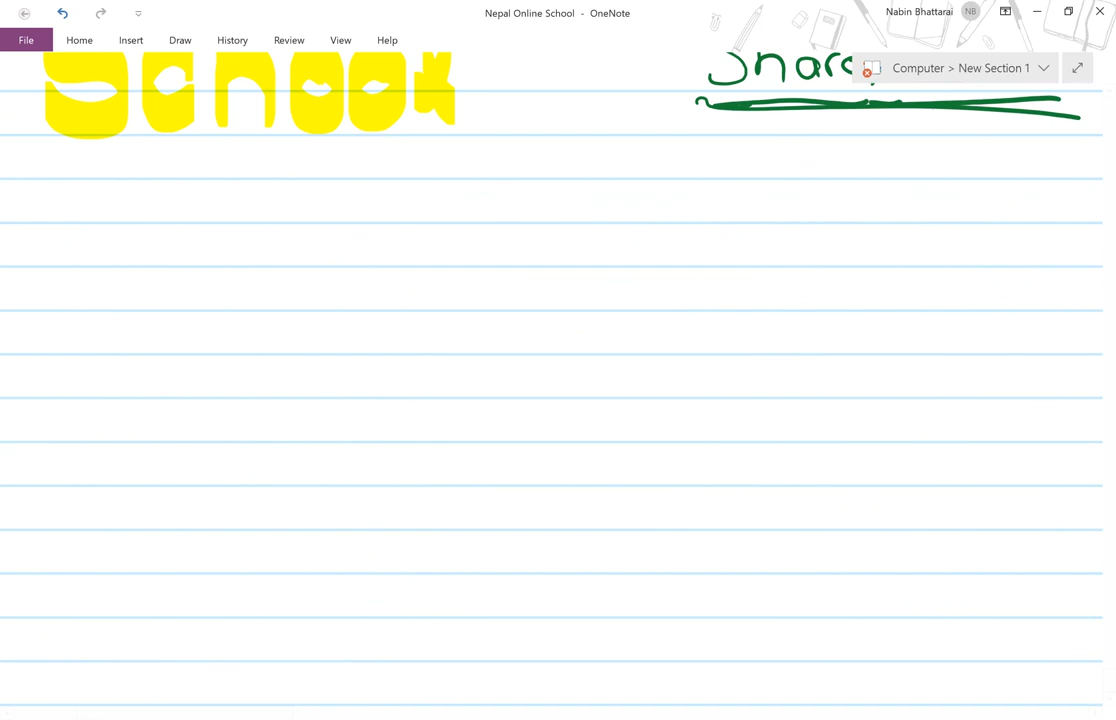 Nepal Online School - OneNote
Nabin Bhattarai NB
File Home Insert Draw History Review View Help
School
Share
Computer > New Section 1